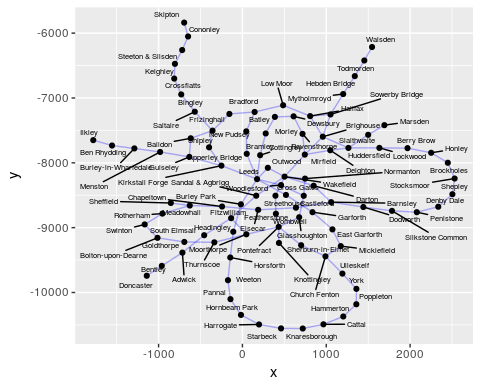 Skipton
Cononley
Steeton & Silsden
Keighley
Crossflatts
Bingley
Saltaire
Frizinghall
Bradford
Low Moor
Batley
Mytholmroyd
Hebden Bridge
Todmorden
Walsden
Sowerby Bridge
Halifax
Dewsbury
Brighouse
Marsden
Slaithwaite
Berry Brow
Honley
Lockwood
Huddersfield
Brockholes
Stocksmoor
Shepley
Denby Dale
Penistone
Silkstone Common
Dodworth
Barnsley
Darton
Ilkley
Ben Rhydding
Burley-in-Wharfedale
Menston
Baildon
Guiseley
Shipley
New Pudsey
Apperley Bridge
Kirkstall Forge
Bramley
Cottingley
Morley
Ravensthorpe
Mirfield
Deighton
Outwood
Leeds
Sandal & Agbrigg
Woodlesford
Cross Gates
Wakefield
Normanton
Streethouse
Castleford
Chapeltown
Burley Park
Sheffield
Meadowhall
Rotherham
Swinton
Fitzwilliam
Featherstone
Wombwell
Garforth
East Garforth
Micklefield
South Elmsall
Headingley
Elsecar
Glasshoughton
Bolton-upon-Dearne
Goldthorpe
Moorthorpe
Thurnscoe
Pontefract
Sherburn-in-Elmet
Bentley
Doncaster
Adwick
Horsforth
Knottingley
Church Fenton
Ulleskelf
York
Poppleton
Weeton
Pannal
Hornbeam Park
Harrogate
Starbeck
Knaresborough
Cattal
Hammerton
-6000
-7000
-8000
-9000
-10000
y
-1000
0
1000
2000
x